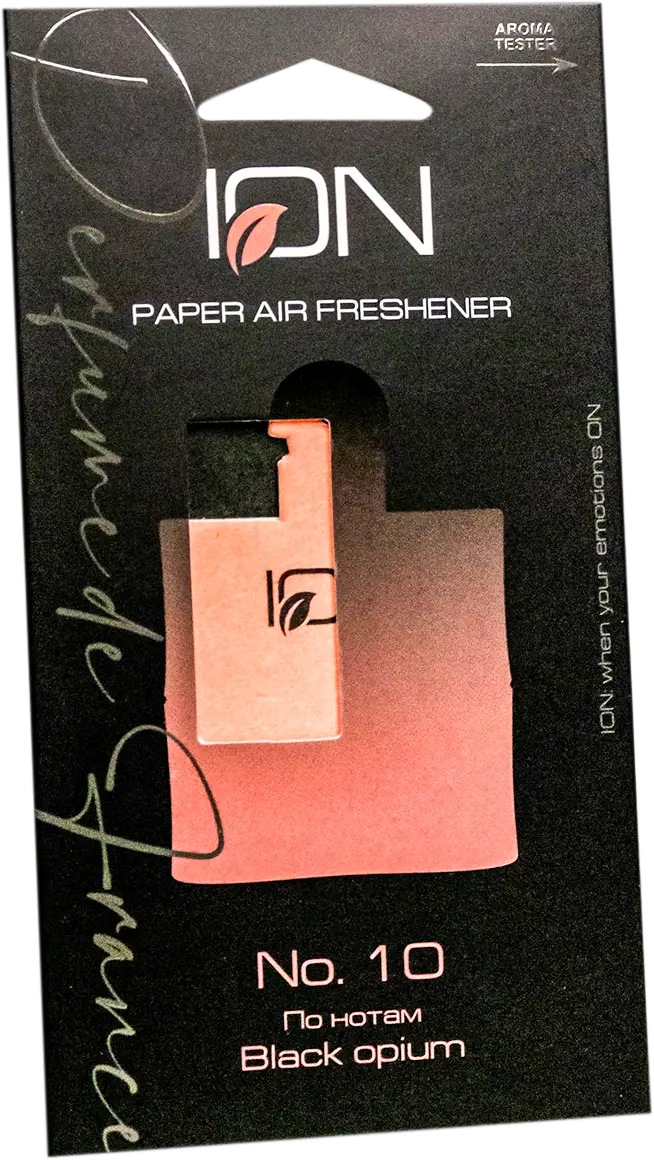 AROMA
TESTER
ION
PAPER AIR FRESHENER
Parfum de France
ION: when your emotions ON
ION
No. 10
По нотам
Black opium